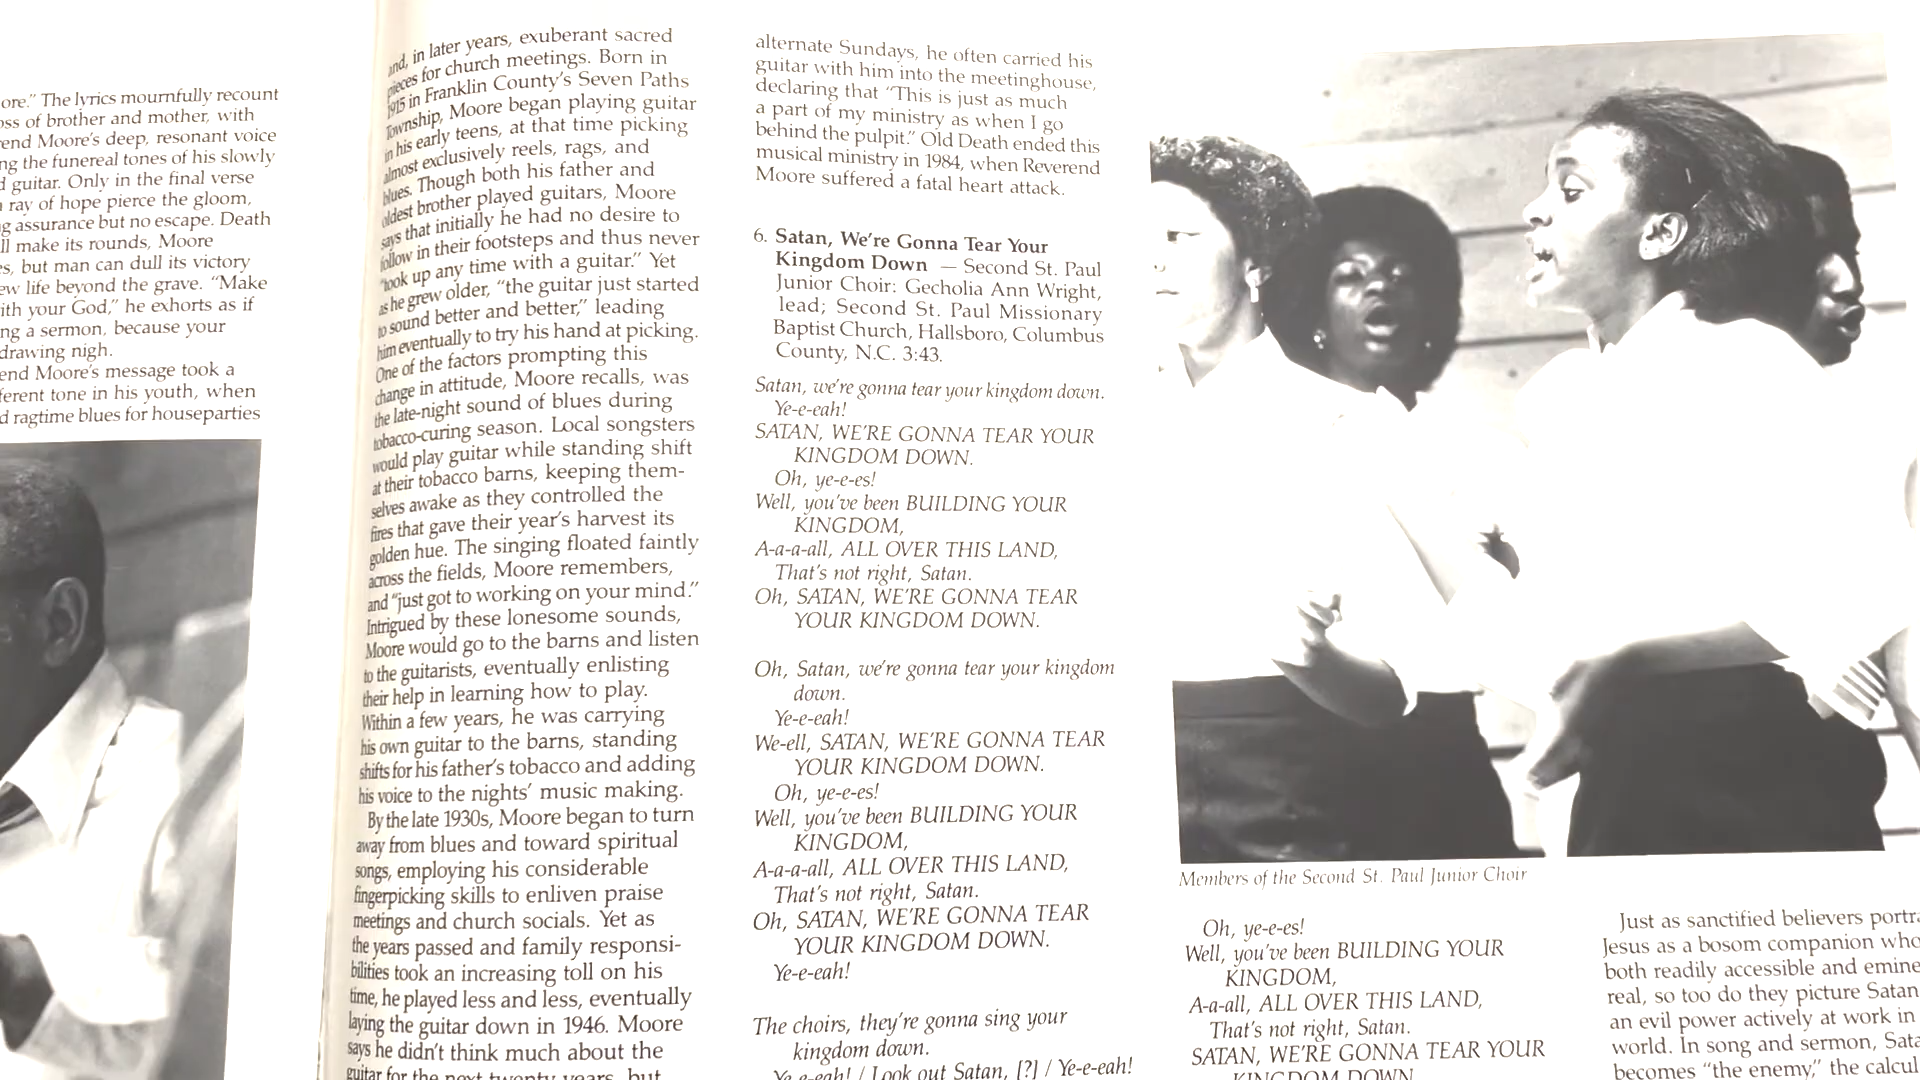 ore." The lyrics mournfully recount
oss of brother and mother, with
end Moore's deep, resonant voice
ng the funereal tones of his slowly
d guitar. Only in the final verse
a ray of hope pierce the gloom,
g assurance but no escape. Death
ll make its rounds, Moore
es, but man can dull its victory
ew life beyond the grave. "Make
ith your God," he exhorts as if
ng a sermon, because your
drawing nigh.
end Moore's message took a
ferent tone in his youth, when
d ragtime blues for houseparties
and, in later years, exuberant sacred
pieces for church meetings. Born in
1915 in Franklin County's Seven Paths
Township, Moore began playing guitar
in his early teens, at that time picking
almost exclusively reels, rags, and
blues. Though both his father and
oldest brother played guitars, Moore
says that initially he had no desire to
follow in their footsteps and thus never
"took up any time with a guitar." Yet
as he grew older, "the guitar just started
to sound better and better," leading
him eventually to try his hand at picking.
One of the factors prompting this
change in attitude, Moore recalls, was
the late-night sound of blues during
tobacco-curing season. Local songsters
would play guitar while standing shift
at their tobacco barns, keeping them-
selves awake as they controlled the
fires that gave their year's harvest its
golden hue. The singing floated faintly
across the fields, Moore remembers,
and "just got to working on your mind."
Intrigued by these lonesome sounds,
Moore would go to the barns and listen
to the guitarists, eventually enlisting
their help in learning how to play.
Within a few years, he was carrying
his own guitar to the barns, standing
shifts for his father's tobacco and adding
his voice to the nights' music making.
By the late 1930s, Moore began to turn
away from blues and toward spiritual
songs, employing his considerable
fingerpicking skills to enliven praise
meetings and church socials. Yet as
the years passed and family responsi-
bilities took an increasing toll on his
time, he played less and less, eventually
laying the guitar down in 1946. Moore
says he didn't think much about the
guitar for the next twenty years, but
alternate Sundays, he often carried his
guitar with him into the meetinghouse,
declaring that "This is just as much
a part of my ministry as when I go
behind the pulpit." Old Death ended this
musical ministry in 1984, when Reverend
Moore suffered a fatal heart attack.
6. Satan, We're Gonna Tear Your
Kingdom Down — Second St. Paul
Junior Choir: Gecholia Ann Wright,
lead; Second St. Paul Missionary
Baptist Church, Hallsboro, Columbus
County, N.C. 3:43.
Satan, we're gonna tear your kingdom down.
Ye-e-eah!
SATAN, WE'RE GONNA TEAR YOUR
KINGDOM DOWN.
Oh, ye-e-es!
Well, you've been BUILDING YOUR
KINGDOM,
A-a-a-all, ALL OVER THIS LAND,
That's not right, Satan.
Oh, SATAN, WE'RE GONNA TEAR
YOUR KINGDOM DOWN.
Oh, Satan, we're gonna tear your kingdom
down.
Ye-e-eah!
We-ell, SATAN, WE'RE GONNA TEAR
YOUR KINGDOM DOWN.
Oh, ye-e-es!
Well, you've been BUILDING YOUR
KINGDOM,
A-a-a-all, ALL OVER THIS LAND,
That's not right, Satan.
Oh, SATAN, WE'RE GONNA TEAR
YOUR KINGDOM DOWN.
Ye-e-eah!
The choirs, they're gonna sing your
kingdom down.
Ye-e-eah! / Look out Satan, [?] / Ye-e-eah!
Members of the Second St. Paul Junior Choir
Oh, ye-e-es!
Well, you've been BUILDING YOUR
KINGDOM,
A-a-all, ALL OVER THIS LAND,
That's not right, Satan.
SATAN, WE'RE GONNA TEAR YOUR
KINGDOM DOWN
Just as sanctified believers portra
Jesus as a bosom companion who
both readily accessible and emine
real, so too do they picture Satan
an evil power actively at work in
world. In song and sermon, Sata
becomes "the enemy," the calcul